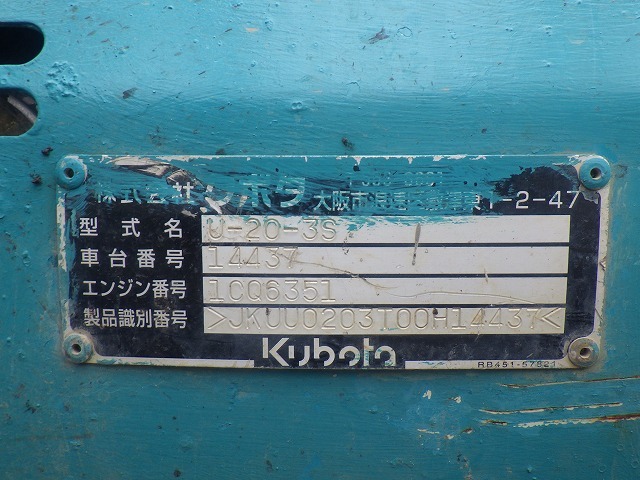 株式会社クボタ 大阪市浪速区敷津東1-2-47
型式名 U-20-3S
車台番号 14437
エンジン番号 1CQ6351
製品識別番号 >JKUU0203T00H14437<
Kubota
RB451-57821